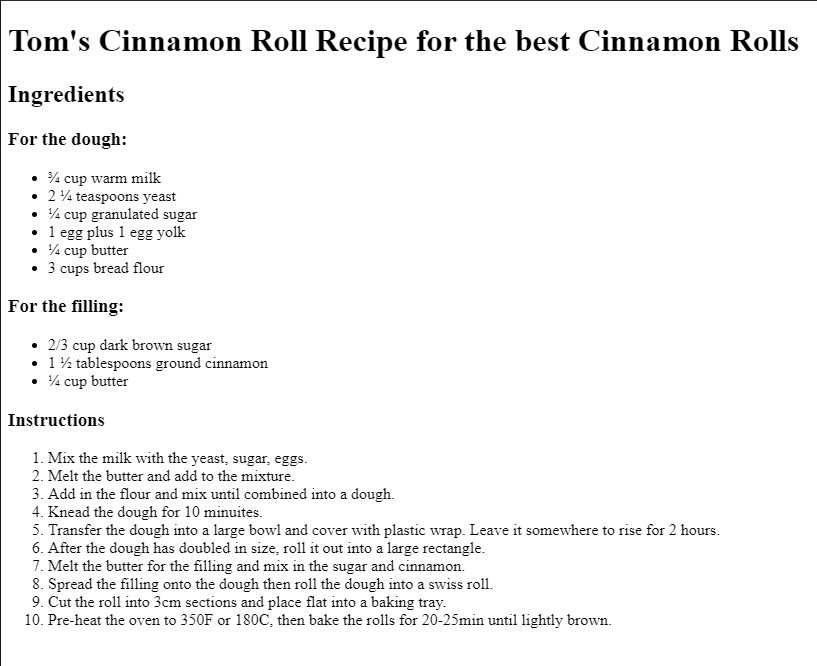 Tom's Cinnamon Roll Recipe for the best Cinnamon Rolls
Ingredients
For the dough:
• ¾ cup warm milk
• 2 ¼ teaspoons yeast
• ¼ cup granulated sugar
• 1 egg plus 1 egg yolk
• ¼ cup butter
• 3 cups bread flour
For the filling:
• 2/3 cup dark brown sugar
• 1 ½ tablespoons ground cinnamon
• ¼ cup butter
Instructions
1. Mix the milk with the yeast, sugar, eggs.
2. Melt the butter and add to the mixture.
3. Add in the flour and mix until combined into a dough.
4. Knead the dough for 10 minuites.
5. Transfer the dough into a large bowl and cover with plastic wrap. Leave it somewhere to rise for 2 hours.
6. After the dough has doubled in size, roll it out into a large rectangle.
7. Melt the butter for the filling and mix in the sugar and cinnamon.
8. Spread the filling onto the dough then roll the dough into a swiss roll.
9. Cut the roll into 3cm sections and place flat into a baking tray.
10. Pre-heat the oven to 350F or 180C, then bake the rolls for 20-25min until lightly brown.